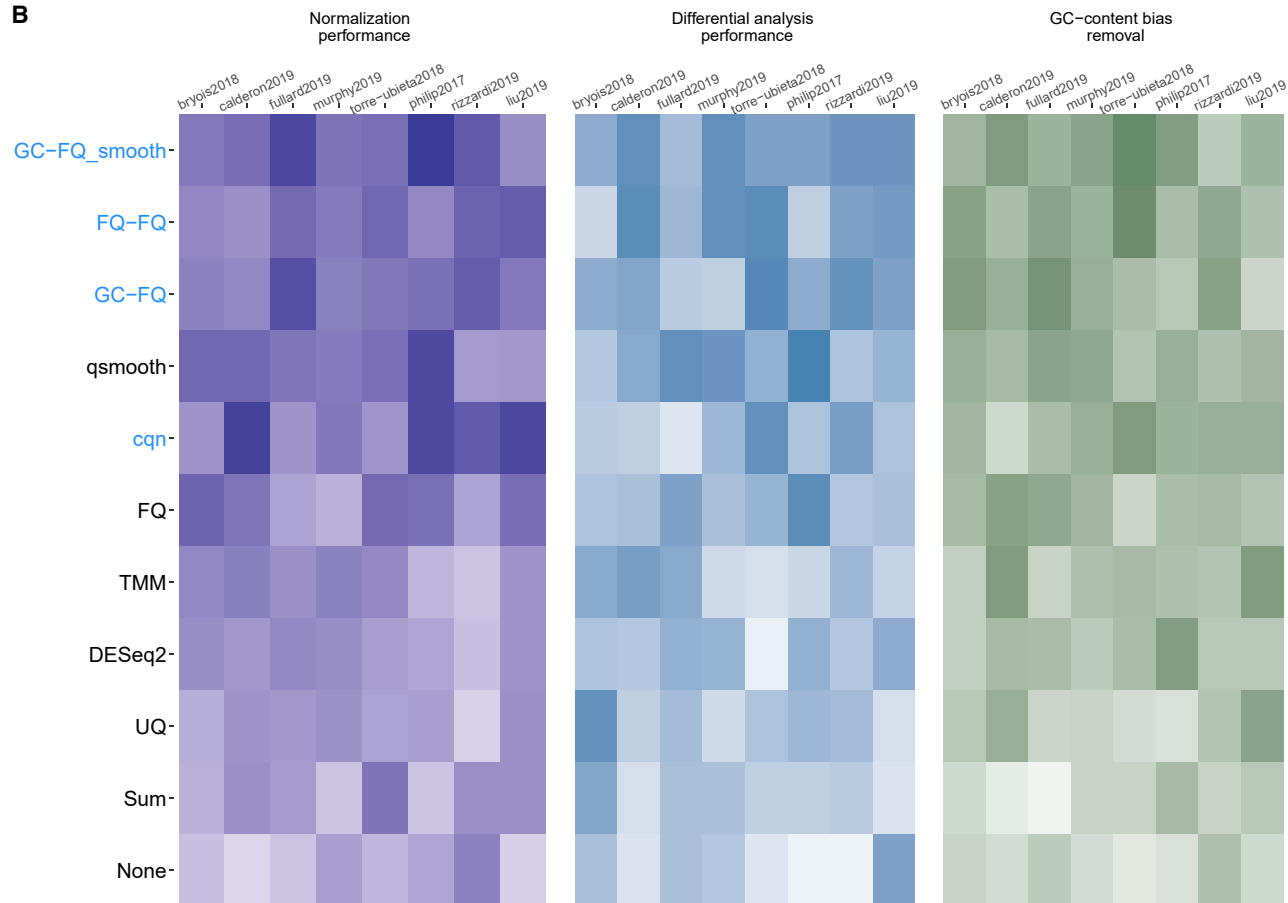 B
Normalization
performance
Differential analysis
performance
GC−content bias
removal
bryois2018
calderon2019
fullard2019
murphy2019
torre−ubieta2018
philip2017
rizzardi2019
liu2019
bryois2018
calderon2019
fullard2019
murphy2019
torre−ubieta2018
philip2017
rizzardi2019
liu2019
bryois2018
calderon2019
fullard2019
murphy2019
torre−ubieta2018
philip2017
rizzardi2019
liu2019
GC−FQ_smooth
FQ−FQ
GC−FQ
qsmooth
cqn
FQ
TMM
DESeq2
UQ
Sum
None